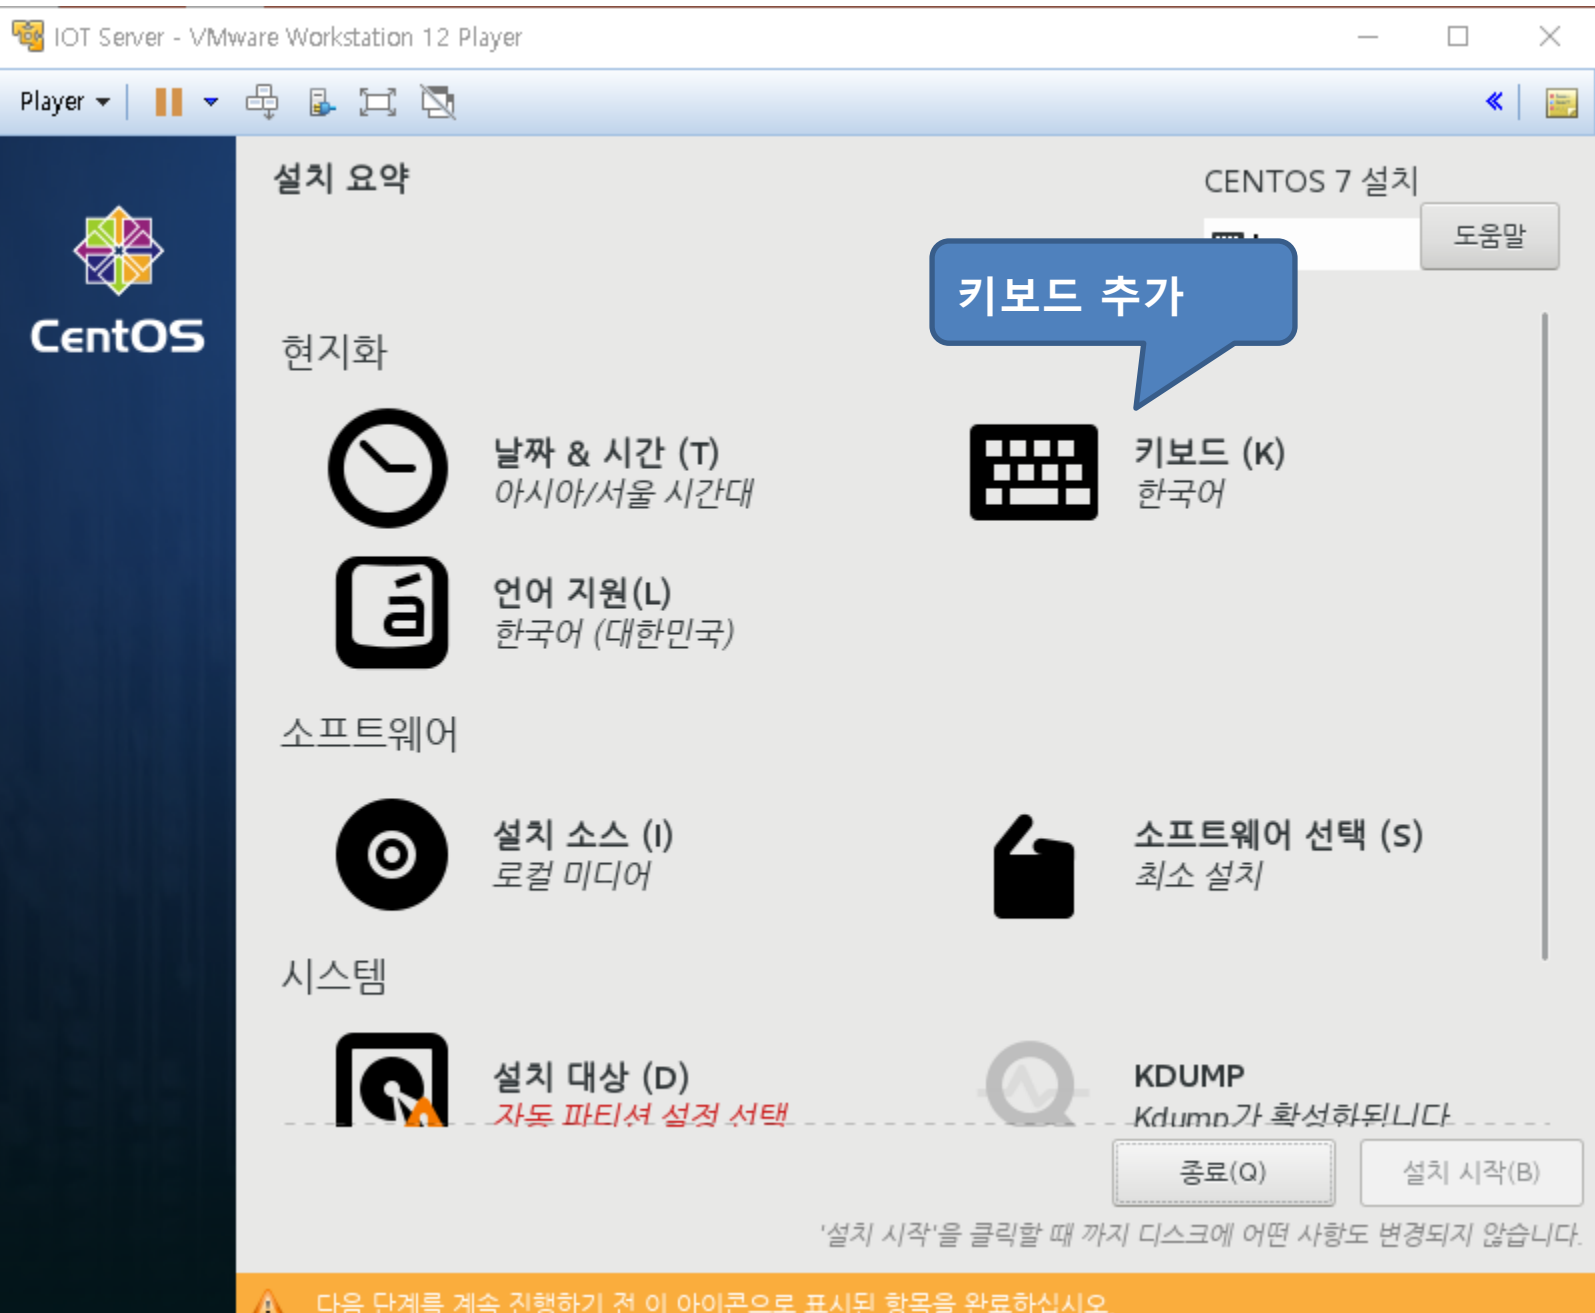 IOT Server - VMware Workstation 12 Player
Player
CentOS
설치 요약
CENTOS 7 설치
도움말
키보드 추가
현지화
날짜 & 시간 (T)
아시아/서울 시간대
키보드 (K)
한국어
언어 지원(L)
한국어 (대한민국)
소프트웨어
설치 소스 (I)
로컬 미디어
소프트웨어 선택 (S)
최소 설치
시스템
설치 대상 (D)
자동 파티션 설정 선택
KDUMP
Kdump가 활성화됩니다
종료(Q)
설치 시작(B)
'설치 시작'을 클릭할 때 까지 디스크에 어떤 사항도 변경되지 않습니다.
다음 단계를 계속 진행하기 전 이 아이콘으로 표시된 항목을 완료하십시오